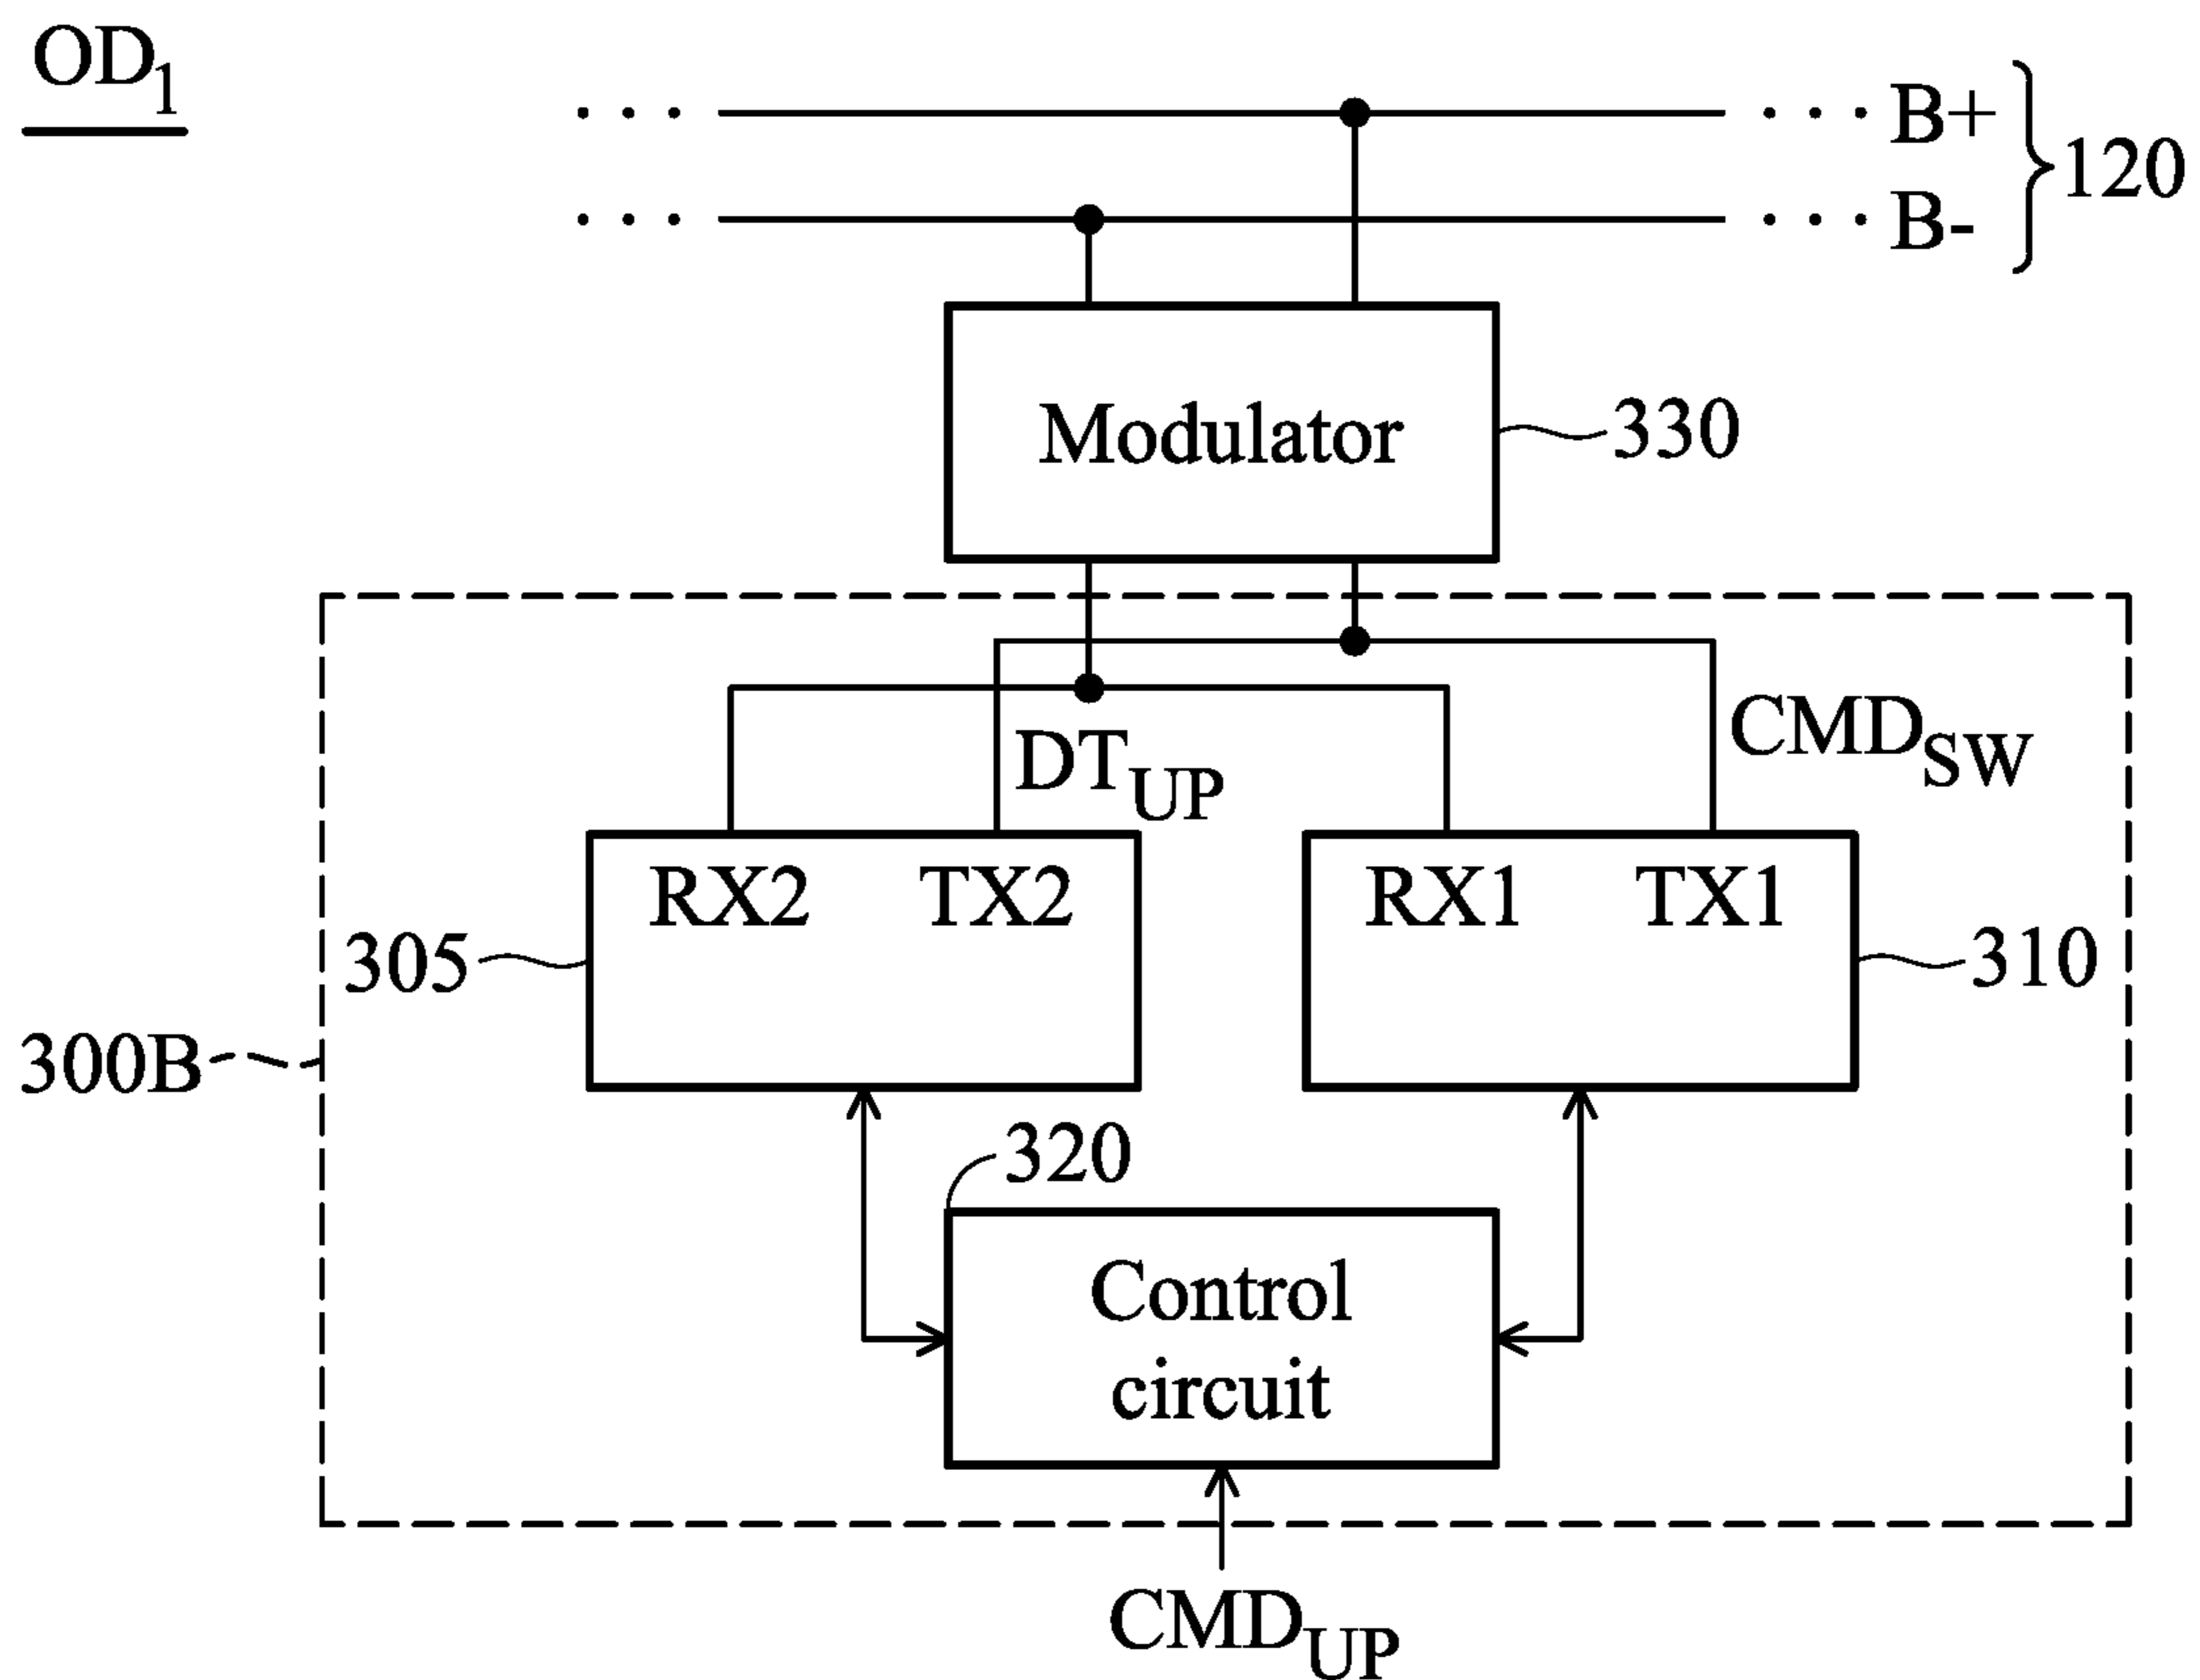 OD1
B+
B-
120
Modulator
330
DTUP
CMDSW
RX2 TX2
RX1 TX1
305
310
300B
320
Control
circuit
CMDUP